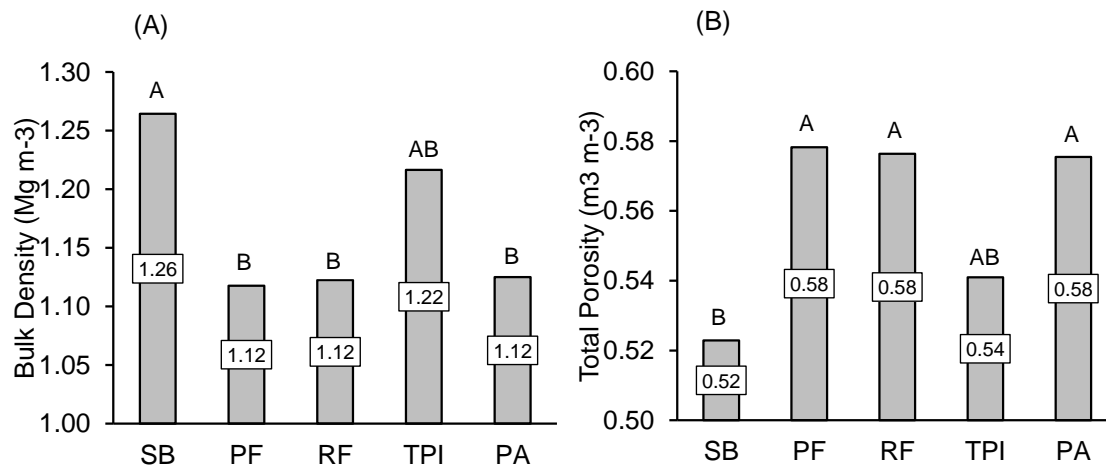 (A)
Bulk Density (Mg m-3)
1.30
1.25
1.20
1.15
1.10
1.05
1.00
A
B
B
AB
B
1.26
1.12
1.12
1.22
1.12
SB PF RF TPI PA
(B)
Total Porosity (m3 m-3)
0.60
0.58
0.56
0.54
0.52
0.50
B
A
A
AB
A
0.52
0.58
0.58
0.54
0.58
SB PF RF TPI PA